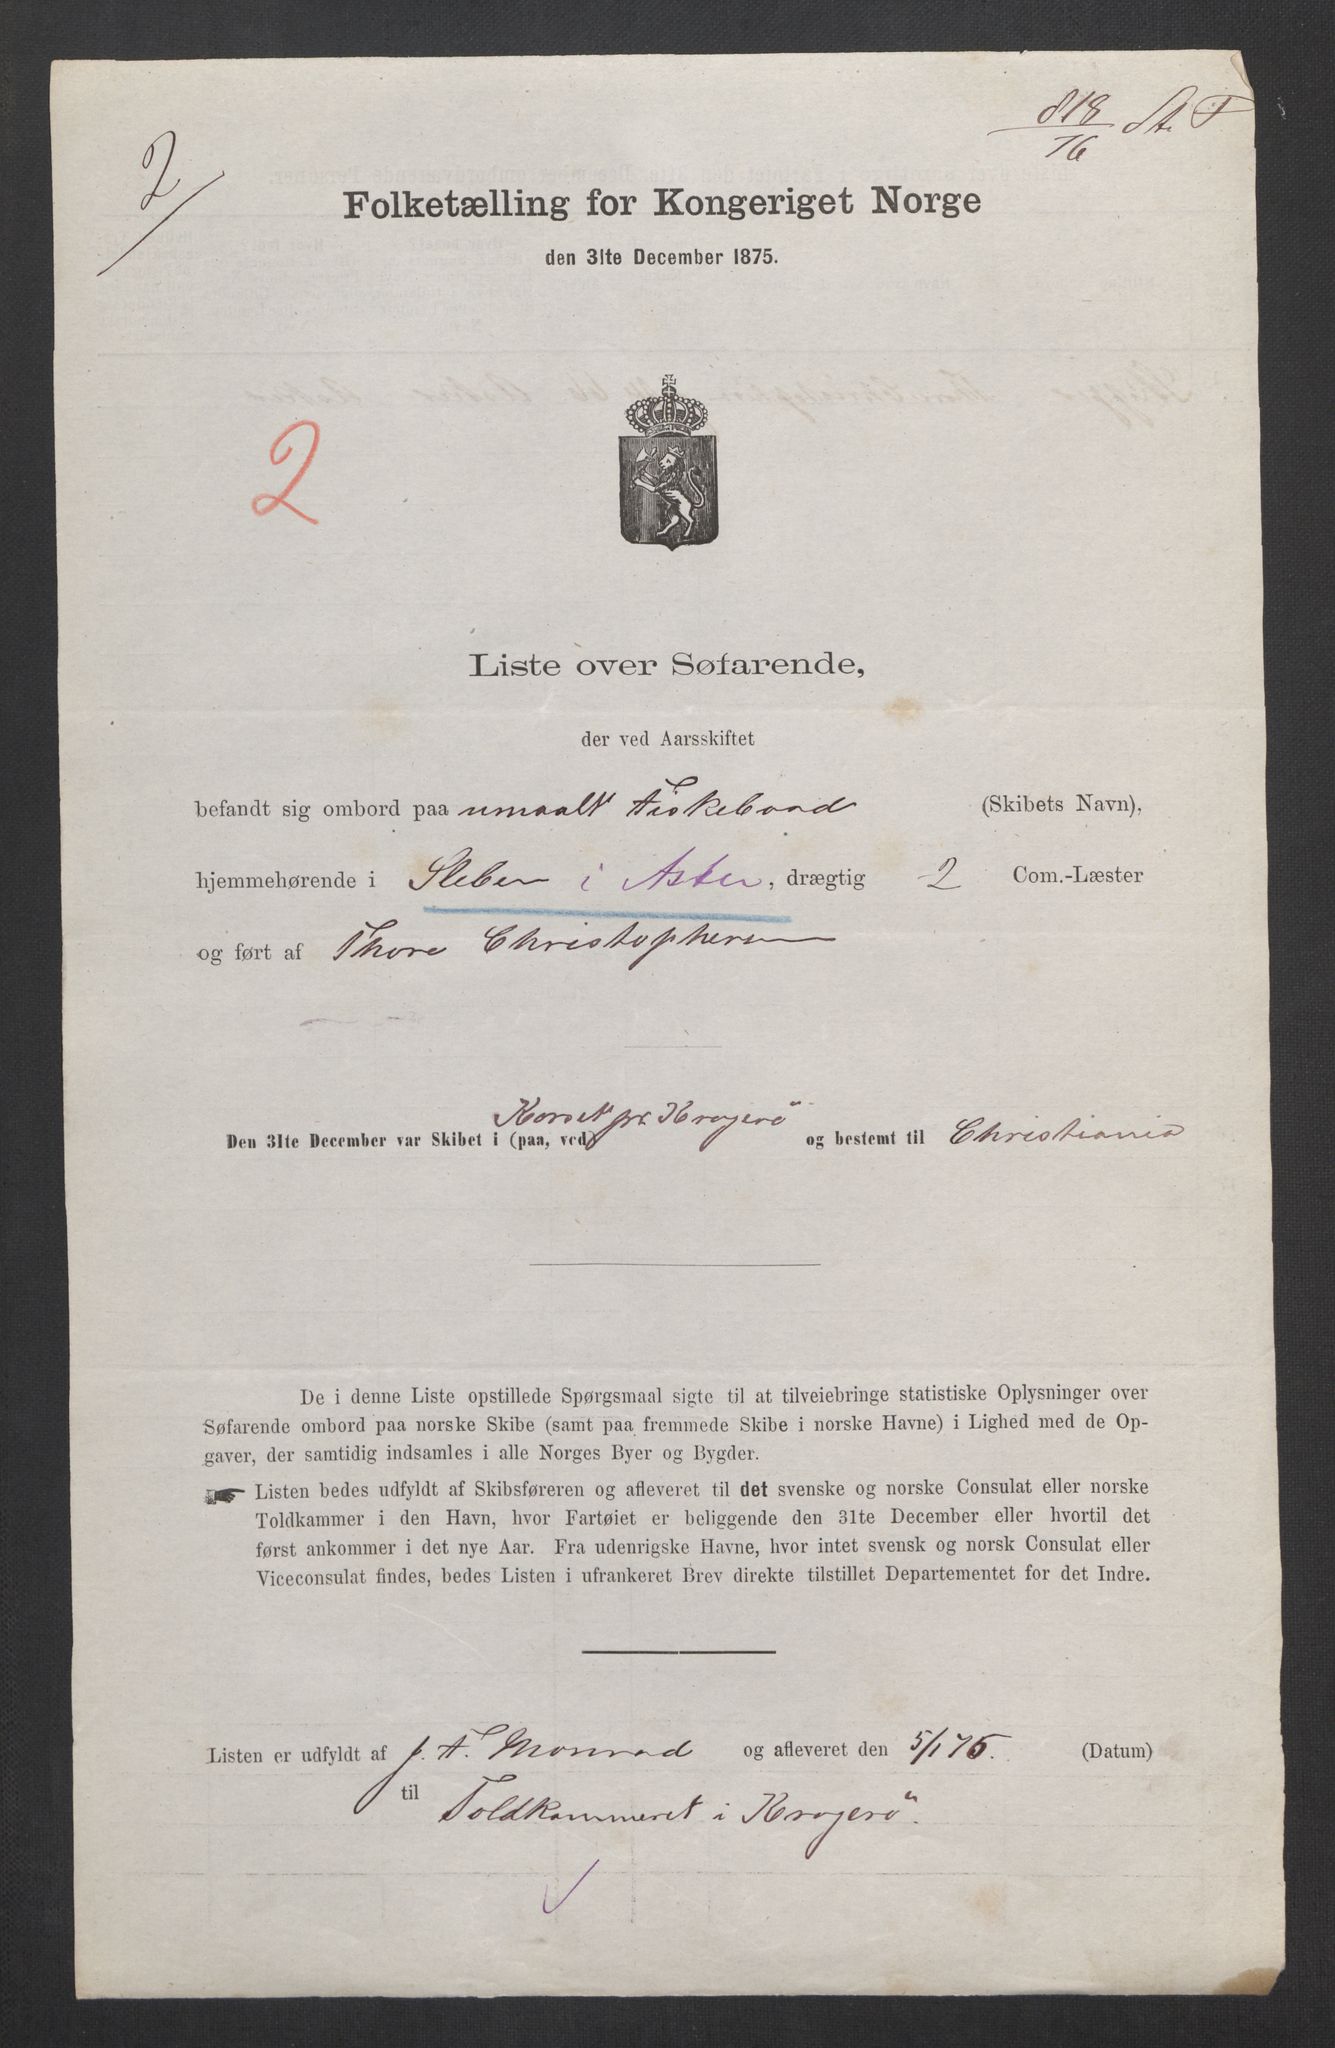 818/76 St. T
2/
Folketælling for Kongeriget Norge
den 31te December 1875.
2
Liste over Søfarende,
der ved Aarsskiftet
befandt sig ombord paa umaalt Fiskebaad (Skibets Navn),
hjemmehørende i Sleben i Asker, drægtig 2 Com.-Læster
og ført af Thore Christophersen
Korset pr Kragerö
Den 31te December var Skibet i (paa, ved) og bestemt til Christiania
De i denne Liste opstillede Spørgsmaal sigte til at tilveiebringe statistiske Oplysninger over
Søfarende ombord paa norske Skibe (samt paa fremmede Skibe i norske Havne) i Lighed med de Op-
gaver, der samtidig indsamles i alle Norges Byer og Bygder.
Listen bedes udfyldt af Skibsføreren og afleveret til det svenske og norske Consulat eller norske
Toldkammer i den Havn, hvor Fartøiet er beliggende den 31te December eller hvortil det
først ankommer i det nye Aar. Fra udenrigske Havne, hvor intet svensk og norsk Consulat eller
Viceconsulat findes, bedes Listen i ufrankeret Brev direkte tilstillet Departementet for det Indre.
Listen er udfyldt af J. A. Monrad og afleveret den 5/1 76. (Datum)
til Toldkammeret i Kragerö.